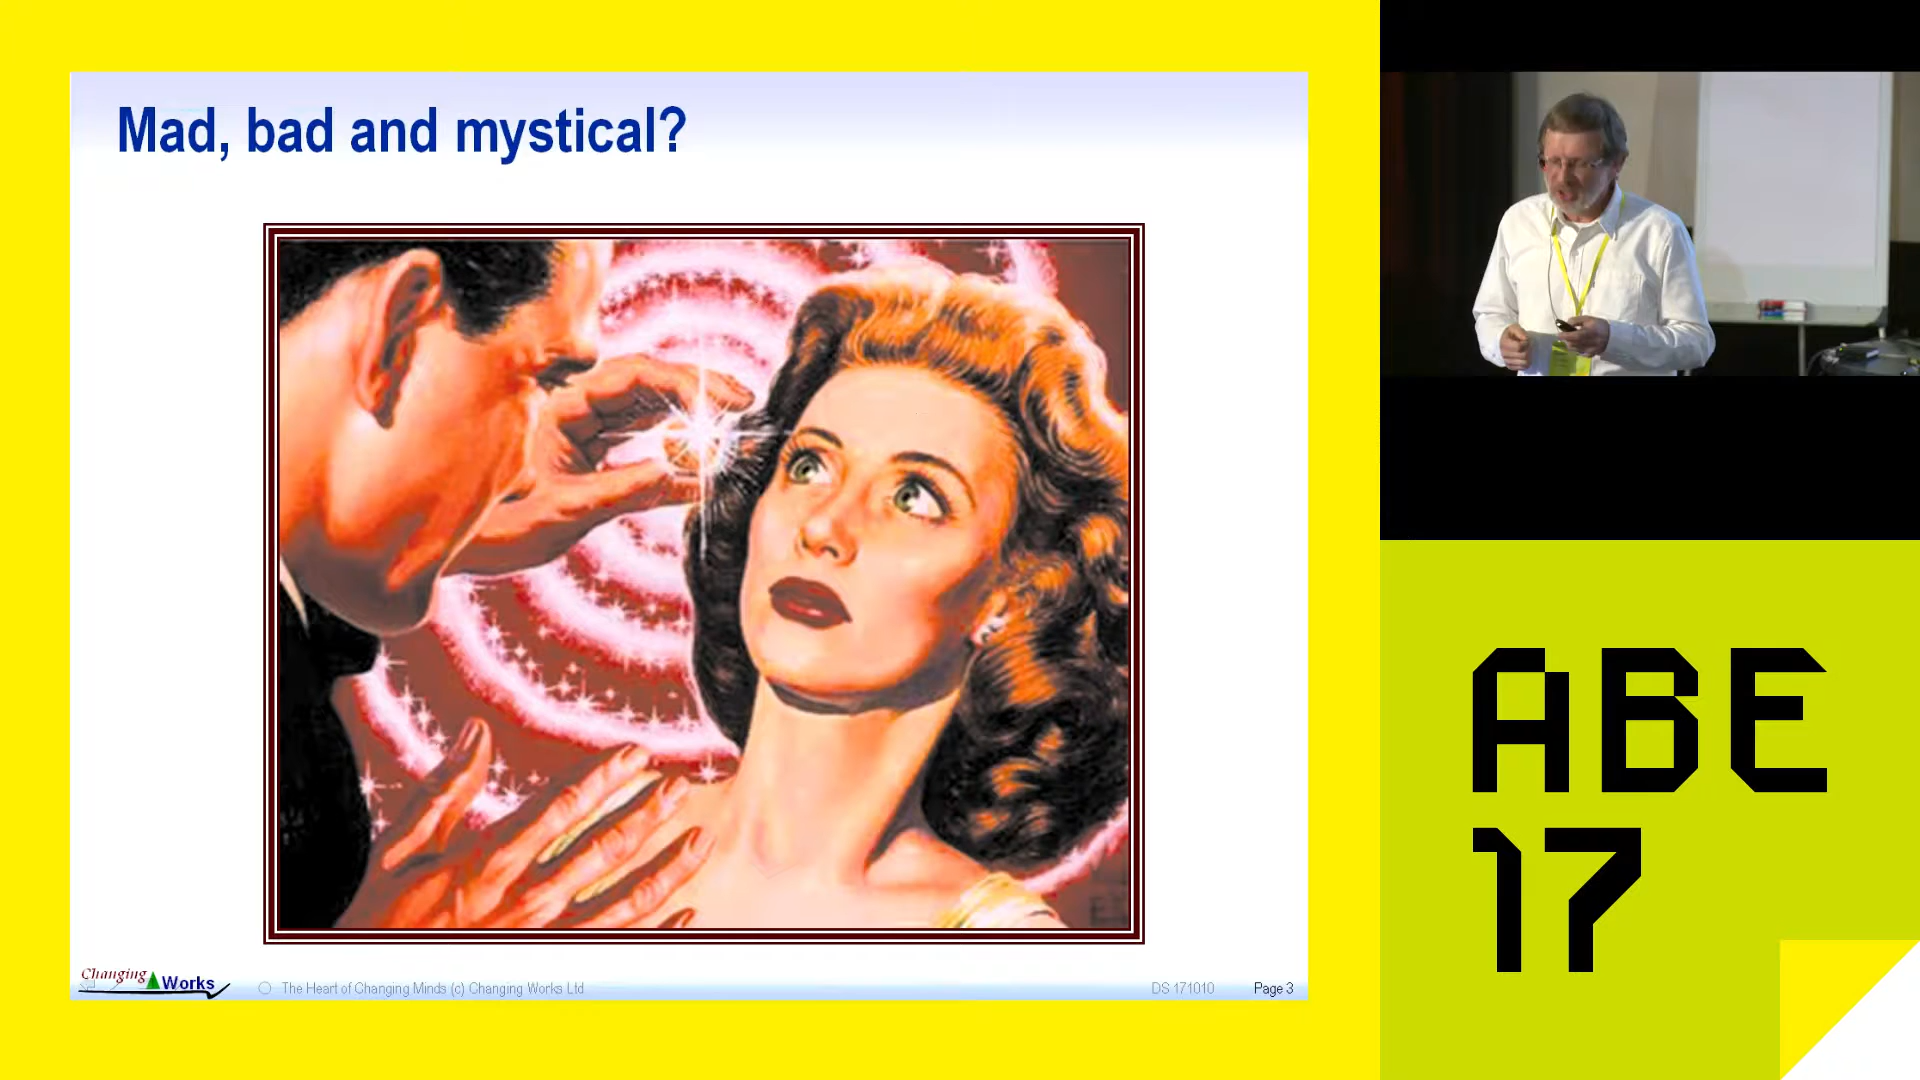 Mad, bad and mystical?
Changing Works
The Heart of Changing Minds (c) Changing Works Ltd
DS 171010
Page 3
ABE
17